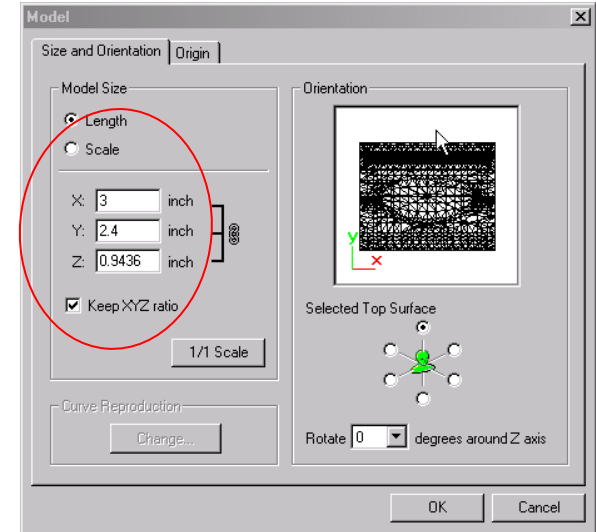 Model
Size and Orientation
Origin
Model Size
Length
Scale
X: 3 inch
Y: 2.4 inch
Z: 0.9436 inch
Keep XYZ ratio
1/1 Scale
Curve Reproduction
Change...
Orientation
y
x
Selected Top Surface
Rotate 0 degrees around Z axis
OK
Cancel